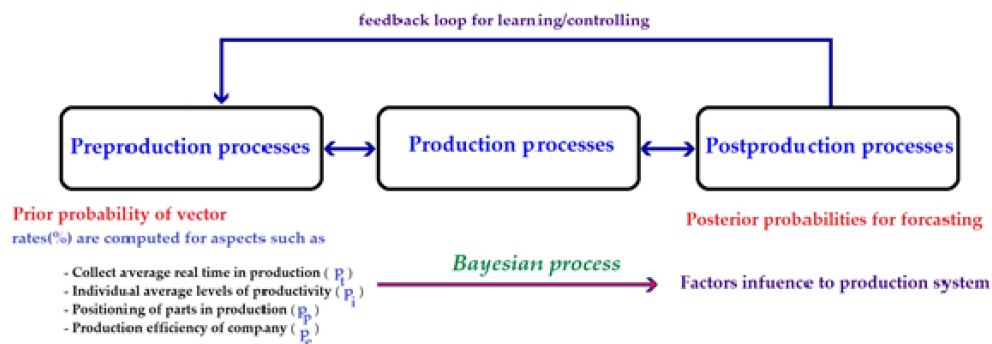 feedback loop for learning/controlling
Preproduction processes
Production processes
Postproduction processes
Prior probability of vector
rates(%) are computed for aspects such as
Posterior probabilities for forcasting
- Collect average real time in production ( Pt )
- Individual average levels of productivity ( Pi )
- Positioning of parts in production ( Pp )
- Production efficiency of company ( Pe )
Bayesian process
Factors infuence to production system